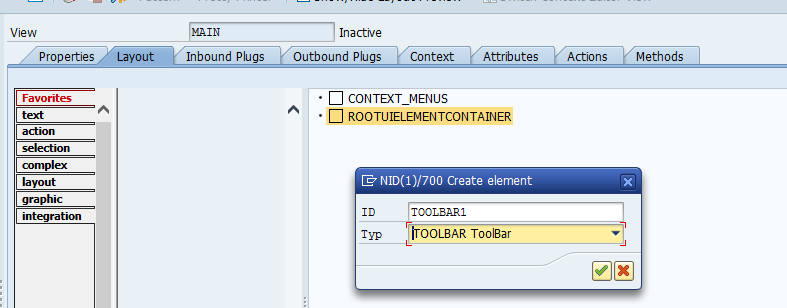 View
MAIN
Inactive
Properties
Layout
Inbound Plugs
Outbound Plugs
Context
Attributes
Actions
Methods
Favorites
text
action
selection
complex
layout
graphic
integration
CONTEXT_MENUS
ROOTUIELEMENTCONTAINER
NID(1)/700 Create element
ID
TOOLBAR1
Typ
TOOLBAR ToolBar